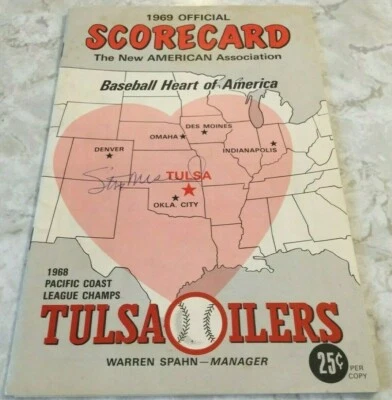 1969 OFFICIAL
SCORECARD
The New AMERICAN Association
Baseball Heart of America
DES MOINES
OMAHA
INDIANAPOLIS
DENVER
TULSA
OKLA. CITY
1968
PACIFIC COAST
LEAGUE CHAMPS
TULSA OILERS
WARREN SPAHN—MANAGER
25¢ PER
COPY